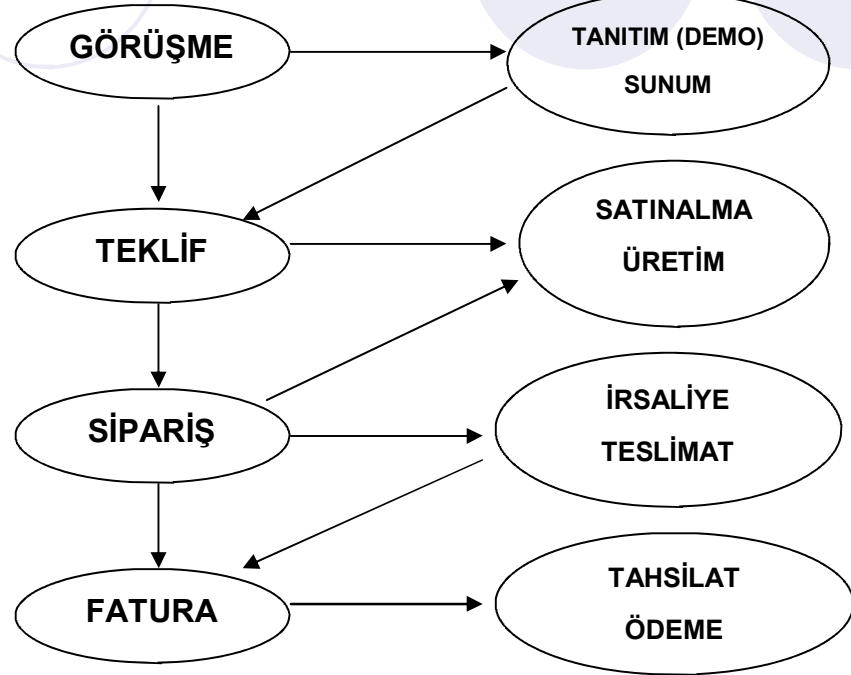 GÖRÜŞME
TANITIM (DEMO)
SUNUM
TEKLİF
SATINALMA
ÜRETİM
SİPARİŞ
İRSALİYE
TESLİMAT
FATURA
TAHSİLAT
ÖDEME